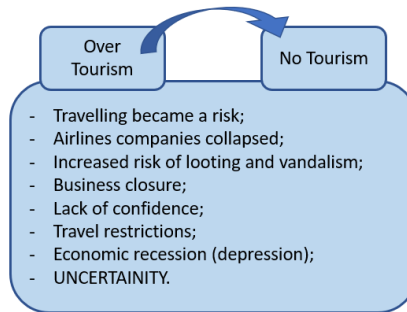 Over
Tourism
No Tourism
- Travelling became a risk;
- Airlines companies collapsed;
- Increased risk of looting and vandalism;
- Business closure;
- Lack of confidence;
- Travel restrictions;
- Economic recession (depression);
- UNCERTAINITY.